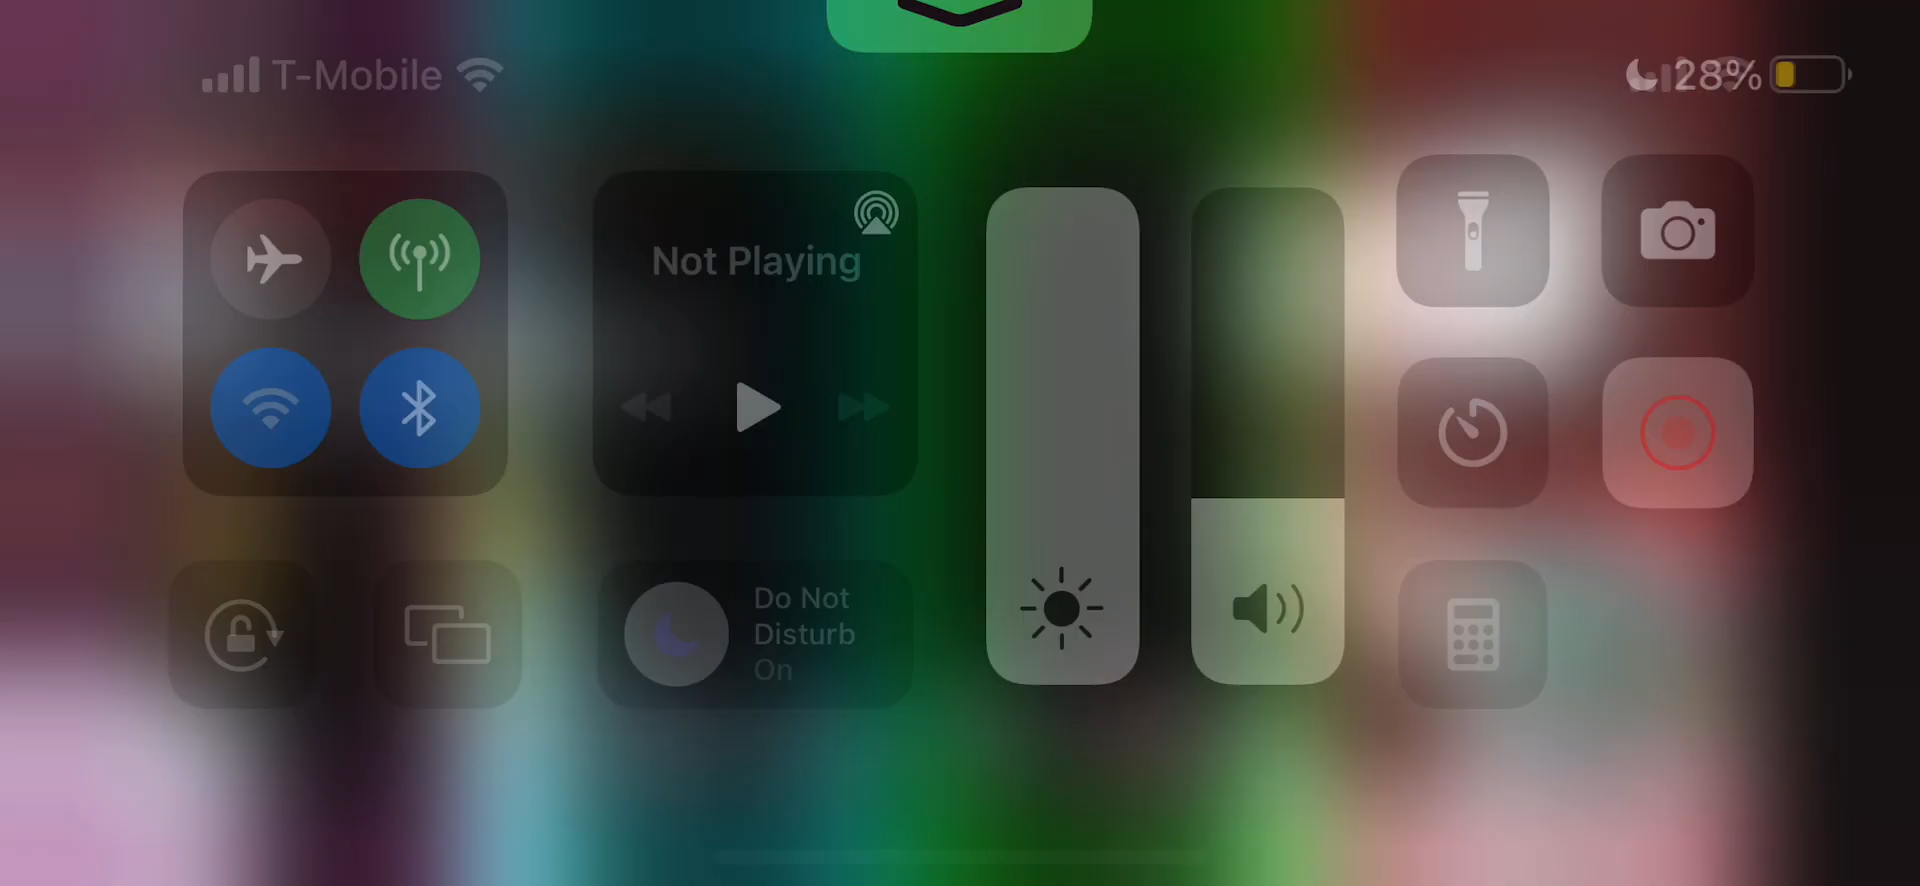 T-Mobile
28%
Not Playing
Do Not
Disturb
On